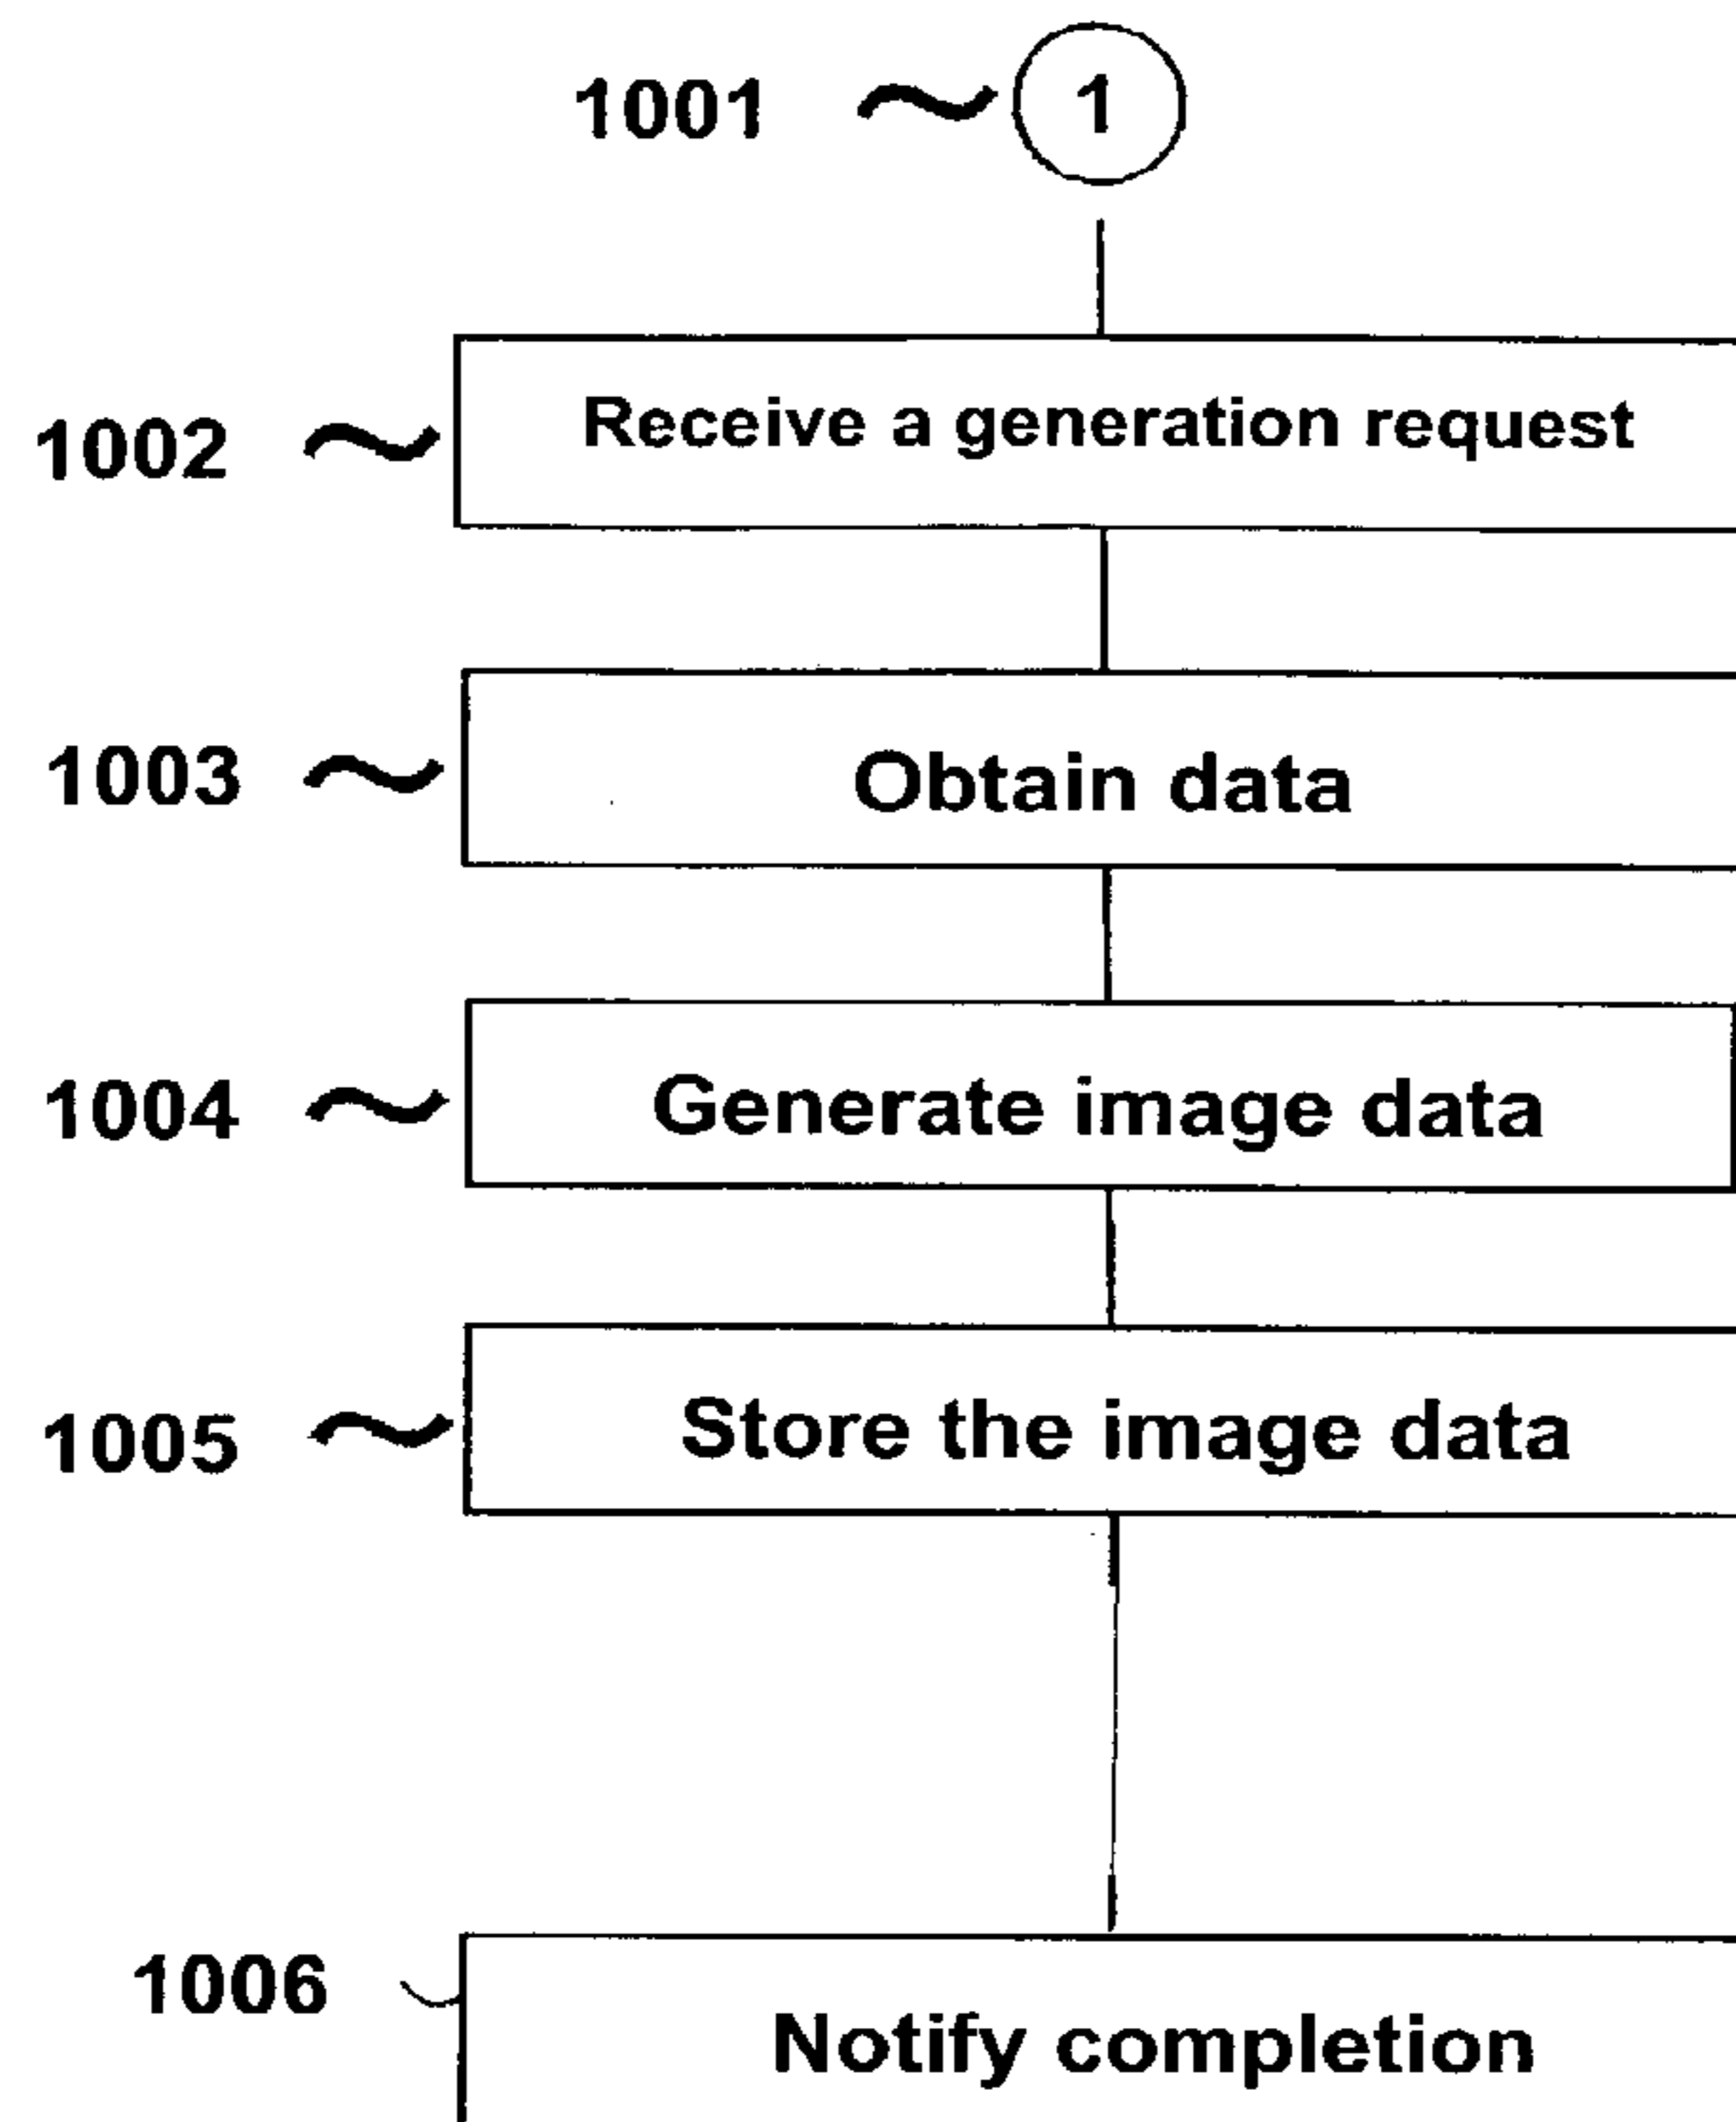 1001 1
1002 Receive a generation request
1003 Obtain data
1004 Generate image data
1005 Store the image data
1006 Notify completion